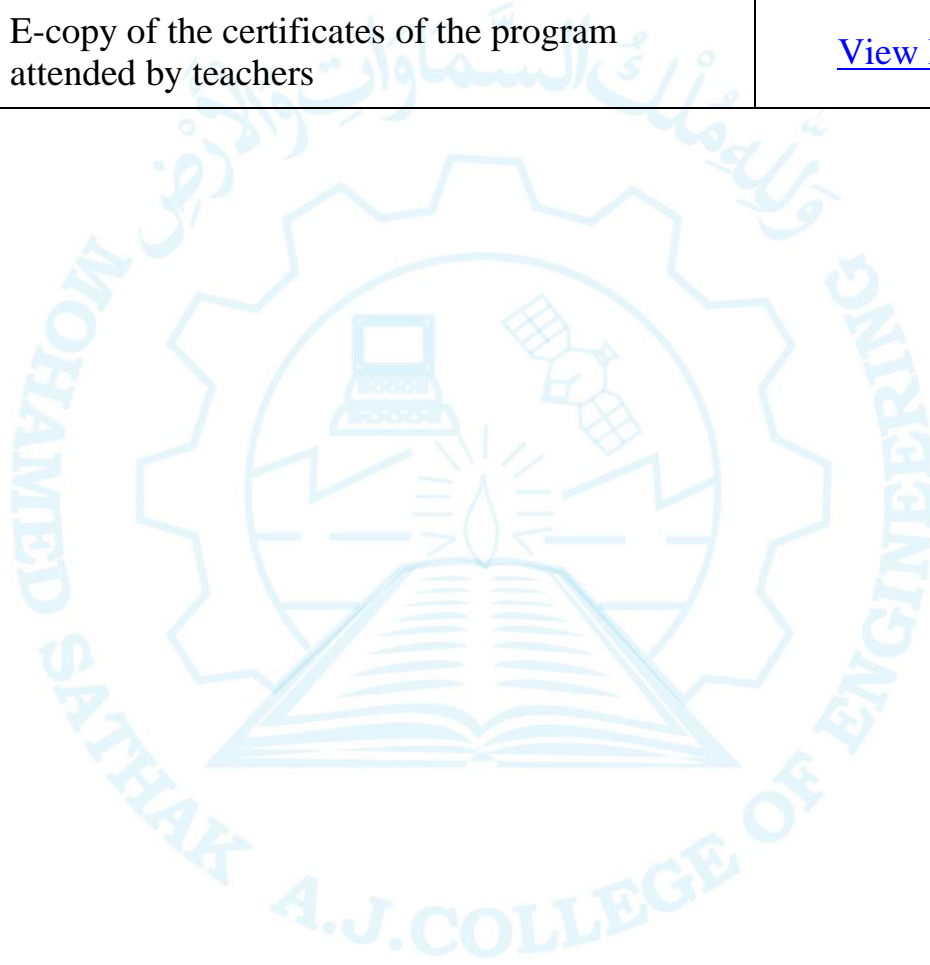 E-copy of the certificates of the program
attended by teachers
View
وَلِلَّهِ مُلْكُ السَّمَاوَاتِ وَالْأَرْضِ
MOHAMED SATHAK A.J.COLLEGE OF ENGINEERING